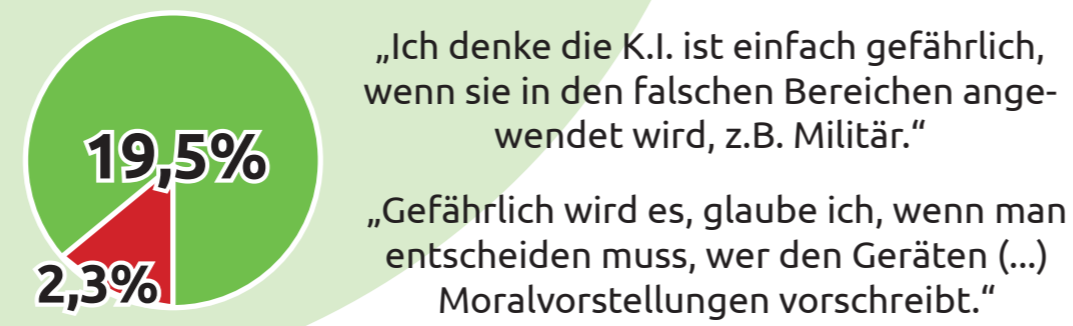 19,5%
2,3%
„Ich denke die K.I. ist einfach gefährlich,
wenn sie in den falschen Bereichen ange-
wendet wird, z.B. Militär.“
„Gefährlich wird es, glaube ich, wenn man
entscheiden muss, wer den Geräten (...)
Moralvorstellungen vorschreibt.“